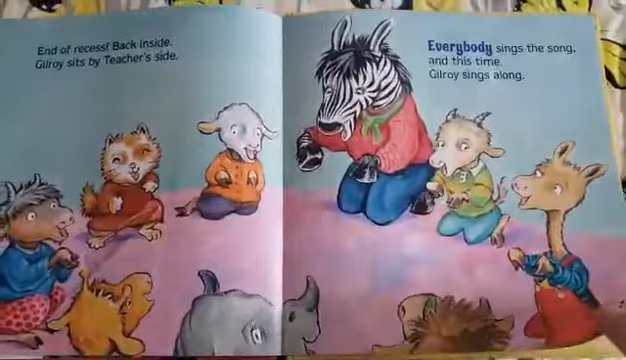 End of recess! Back inside.
Gilroy sits by Teacher's side.
Everybody sings the song,
and this time.
Gilroy sings along.